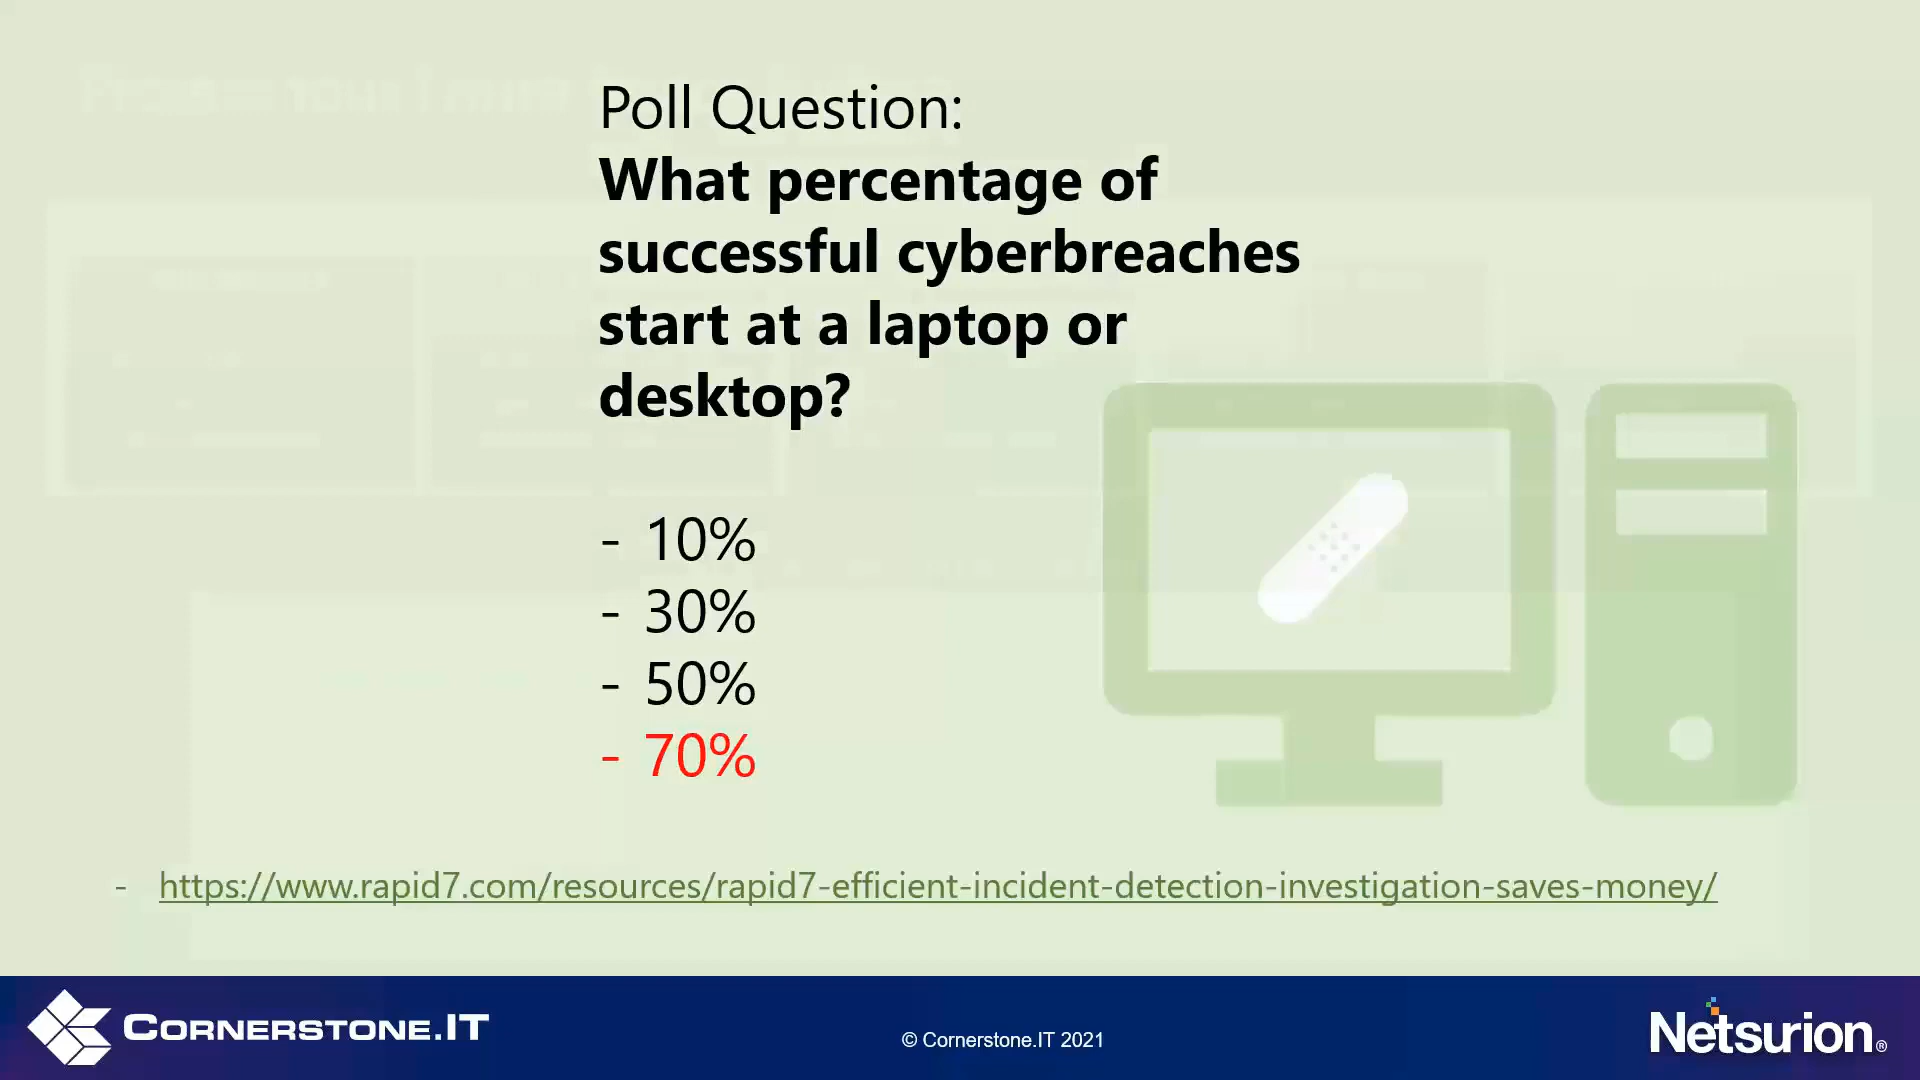 Poll Question:
What percentage of
successful cyberbreaches
start at a laptop or
desktop?
- 10%
- 30%
- 50%
- 70%
- https://www.rapid7.com/resources/rapid7-efficient-incident-detection-investigation-saves-money/
CORNERSTONE.IT
© Cornerstone.IT 2021
Netsurion®